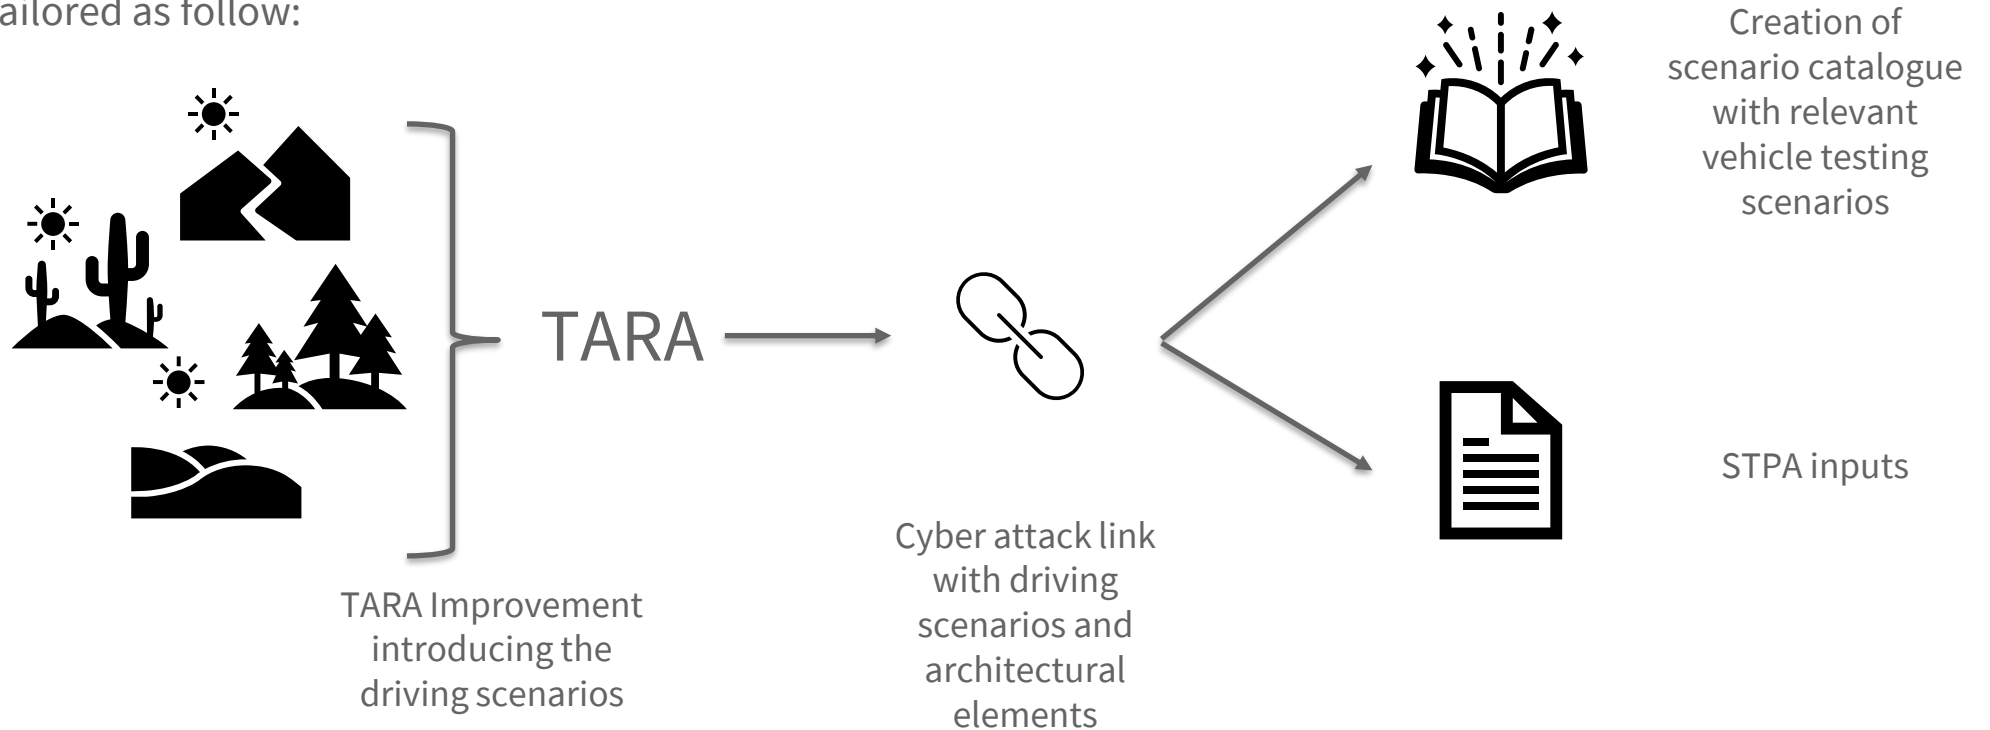 ailored as follow:
TARA
TARA Improvement
introducing the
driving scenarios
Cyber attack link
with driving
scenarios and
architectural
elements
Creation of
scenario catalogue
with relevant
vehicle testing
scenarios
STPA inputs